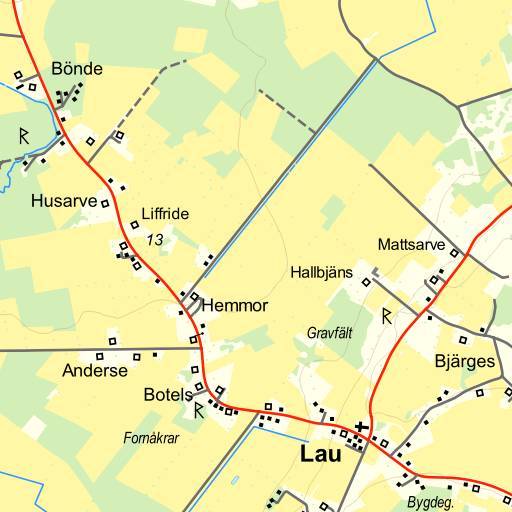 Bönde
Husarve
Liffride
13
Mattsarve
Hallbjäns
Hemmor
Gravfält
Anderse
Bjärges
Botels
Fornåkrar
Lau
Bygdeg.